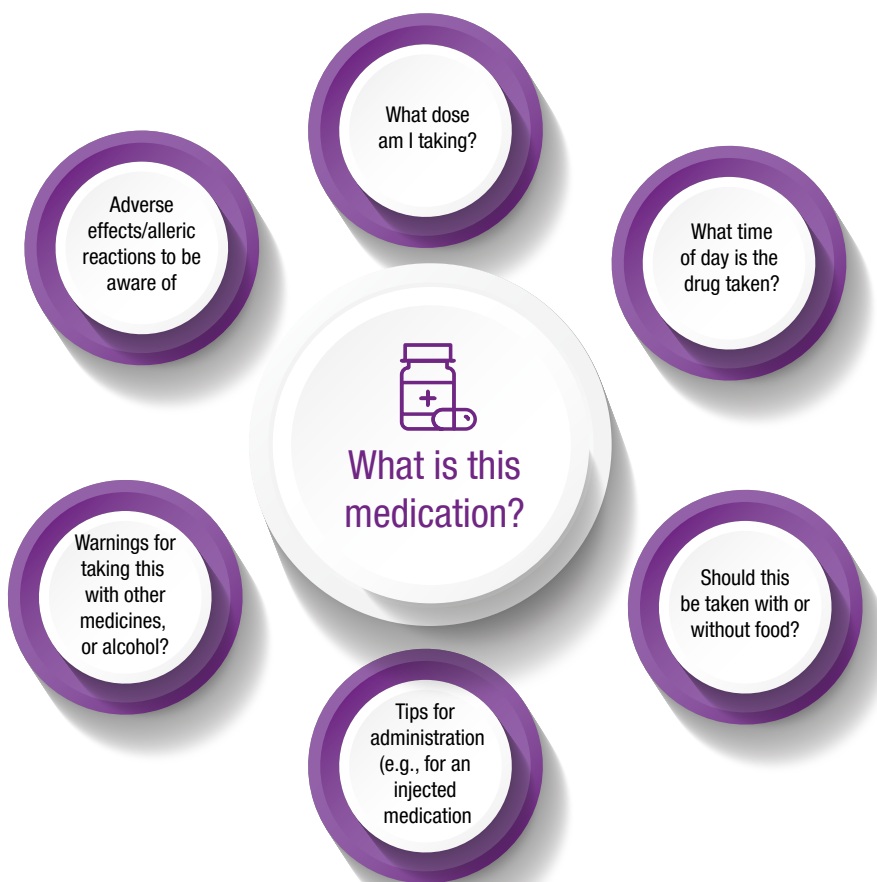 What dose
am I taking?
What time
of day is the
drug taken?
Should this
be taken with or
without food?
Tips for
administration
(e.g., for an
injected
medication
Warnings for
taking this
with other
medicines,
or alcohol?
Adverse
effects/alleric
reactions to be
aware of
What is this
medication?